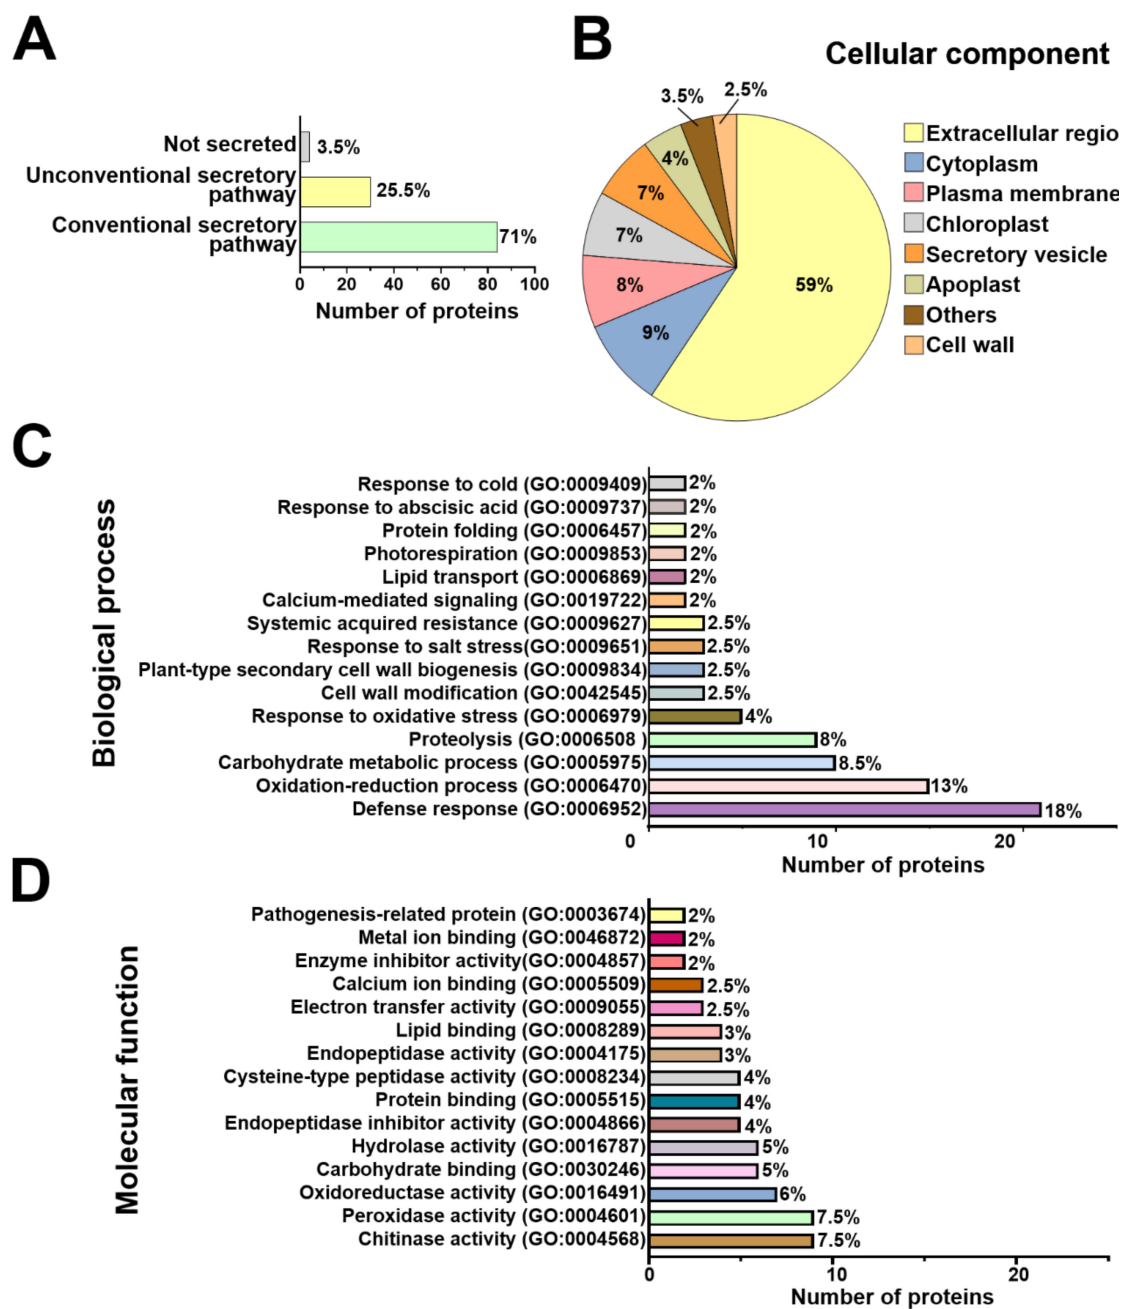 A
Not secreted 3.5%
Unconventional secretory
pathway 25.5%
Conventional secretory
pathway 71%
0 20 40 60 80 100
Number of proteins
B
Cellular component
3.5% 2.5%
4%
7%
7%
8%
9%
59%
Extracellular regio
Cytoplasm
Plasma membrane
Chloroplast
Secretory vesicle
Apoplast
Others
Cell wall
C
Biological process
Response to cold (GO:0009409) 2%
Response to abscisic acid (GO:0009737) 2%
Protein folding (GO:0006457) 2%
Photorespiration (GO:0009853) 2%
Lipid transport (GO:0006869) 2%
Calcium-mediated signaling (GO:0019722) 2%
Systemic acquired resistance (GO:0009627) 2.5%
Response to salt stress(GO:0009651) 2.5%
Plant-type secondary cell wall biogenesis (GO:0009834) 2.5%
Cell wall modification (GO:0042545) 2.5%
Response to oxidative stress (GO:0006979) 4%
Proteolysis (GO:0006508 ) 8%
Carbohydrate metabolic process (GO:0005975) 8.5%
Oxidation-reduction process (GO:0006470) 13%
Defense response (GO:0006952) 18%
0 10 20
Number of proteins
D
Molecular function
Pathogenesis-related protein (GO:0003674) 2%
Metal ion binding (GO:0046872) 2%
Enzyme inhibitor activity(GO:0004857) 2%
Calcium ion binding (GO:0005509) 2.5%
Electron transfer activity (GO:0009055) 2.5%
Lipid binding (GO:0008289) 3%
Endopeptidase activity (GO:0004175) 3%
Cysteine-type peptidase activity (GO:0008234) 4%
Protein binding (GO:0005515) 4%
Endopeptidase inhibitor activity (GO:0004866) 4%
Hydrolase activity (GO:0016787) 5%
Carbohydrate binding (GO:0030246) 5%
Oxidoreductase activity (GO:0016491) 6%
Peroxidase activity (GO:0004601) 7.5%
Chitinase activity (GO:0004568) 7.5%
0 10 20
Number of proteins